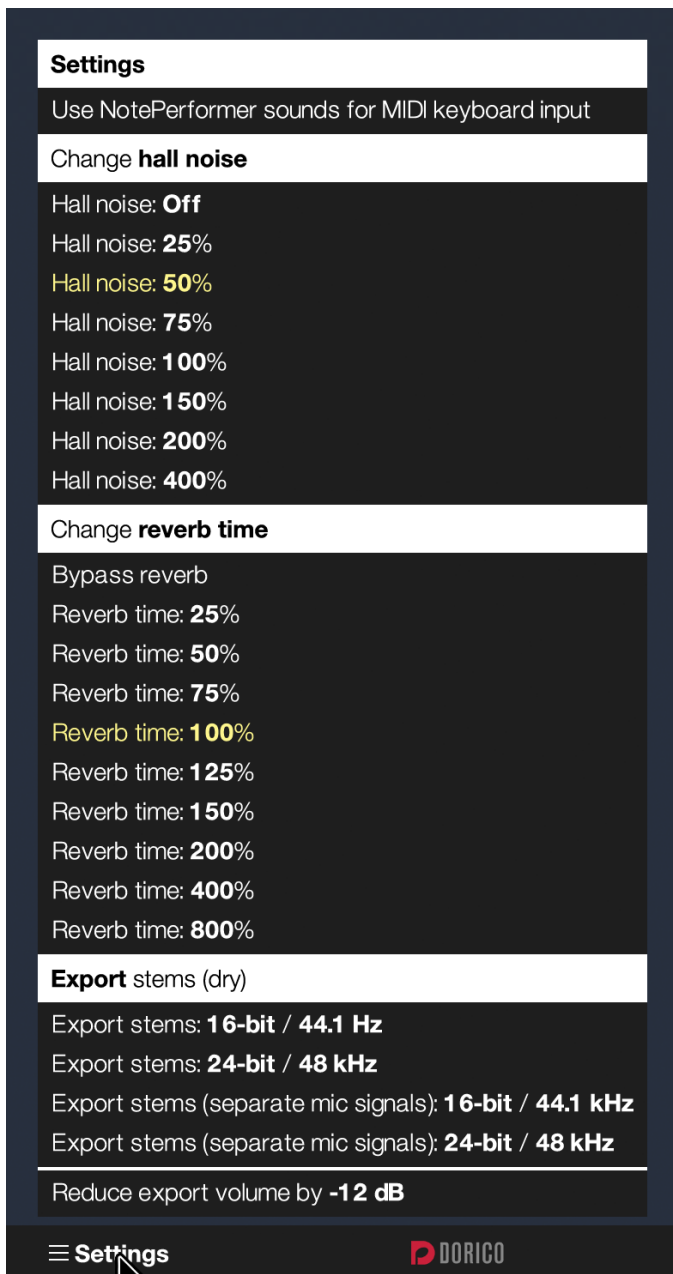 Settings
Use NotePerformer sounds for MIDI keyboard input
Change hall noise
Hall noise: Off
Hall noise: 25%
Hall noise: 50%
Hall noise: 75%
Hall noise: 100%
Hall noise: 150%
Hall noise: 200%
Hall noise: 400%
Change reverb time
Bypass reverb
Reverb time: 25%
Reverb time: 50%
Reverb time: 75%
Reverb time: 100%
Reverb time: 125%
Reverb time: 150%
Reverb time: 200%
Reverb time: 400%
Reverb time: 800%
Export stems (dry)
Export stems: 16-bit / 44.1 Hz
Export stems: 24-bit / 48 kHz
Export stems (separate mic signals): 16-bit / 44.1 kHz
Export stems (separate mic signals): 24-bit / 48 kHz
Reduce export volume by -12 dB
Settings DORICO